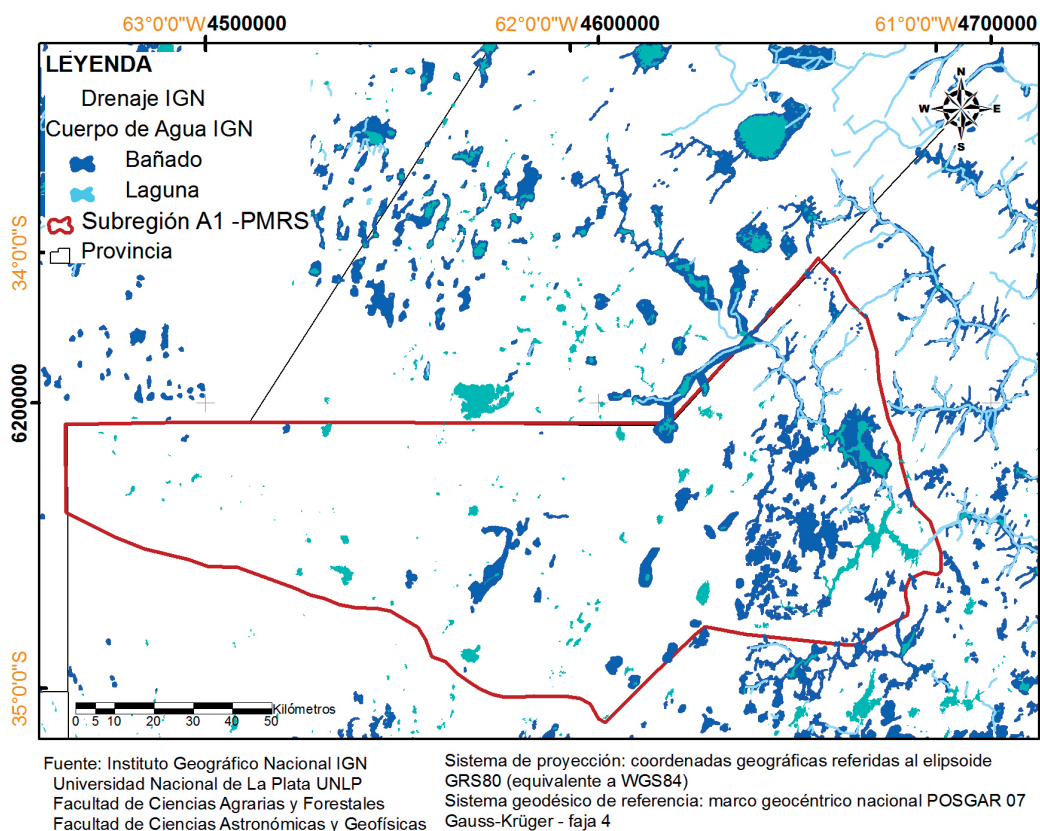 63°0'0"W 4500000 62°0'0"W 4600000 61°0'0"W 4700000
LEYENDA
Drenaje IGN
Cuerpo de Agua IGN
Bañado
Laguna
Subregión A1 -PMRS
Provincia
N
W E
S
34°0'0"S
6200000
35°0'0"S
Kilómetros
0 5 10 20 30 40 50
Fuente: Instituto Geográfico Nacional IGN
Universidad Nacional de La Plata UNLP
Facultad de Ciencias Agrarias y Forestales
Facultad de Ciencias Astronómicas y Geofísicas
Sistema de proyección: coordenadas geográficas referidas al elipsoide
GRS80 (equivalente a WGS84)
Sistema geodésico de referencia: marco geocéntrico nacional POSGAR 07
Gauss-Krüger - faja 4